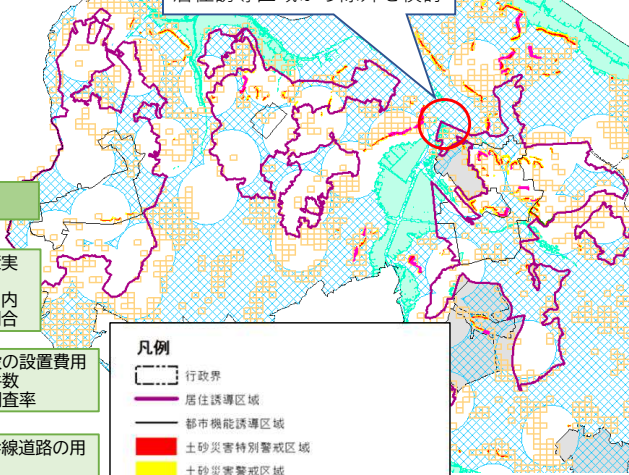 居住誘導区域から除外を検討
実
内
合
の設置費用
数
査率
線道路の用
凡例
行政界
居住誘導区域
都市機能誘導区域
土砂災害特別警戒区域
土砂災害警戒区域